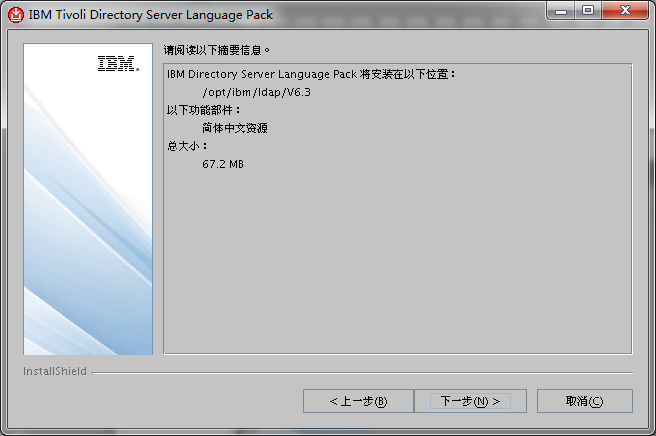 IBM Tivoli Directory Server Language Pack
IBM.
请阅读以下摘要信息。
IBM Directory Server Language Pack 将安装在以下位置：
/opt/ibm/ldap/V6.3
以下功能部件：
简体中文资源
总大小：
67.2 MB
InstallShield
< 上一步(B)
下一步(N) >
取消(C)